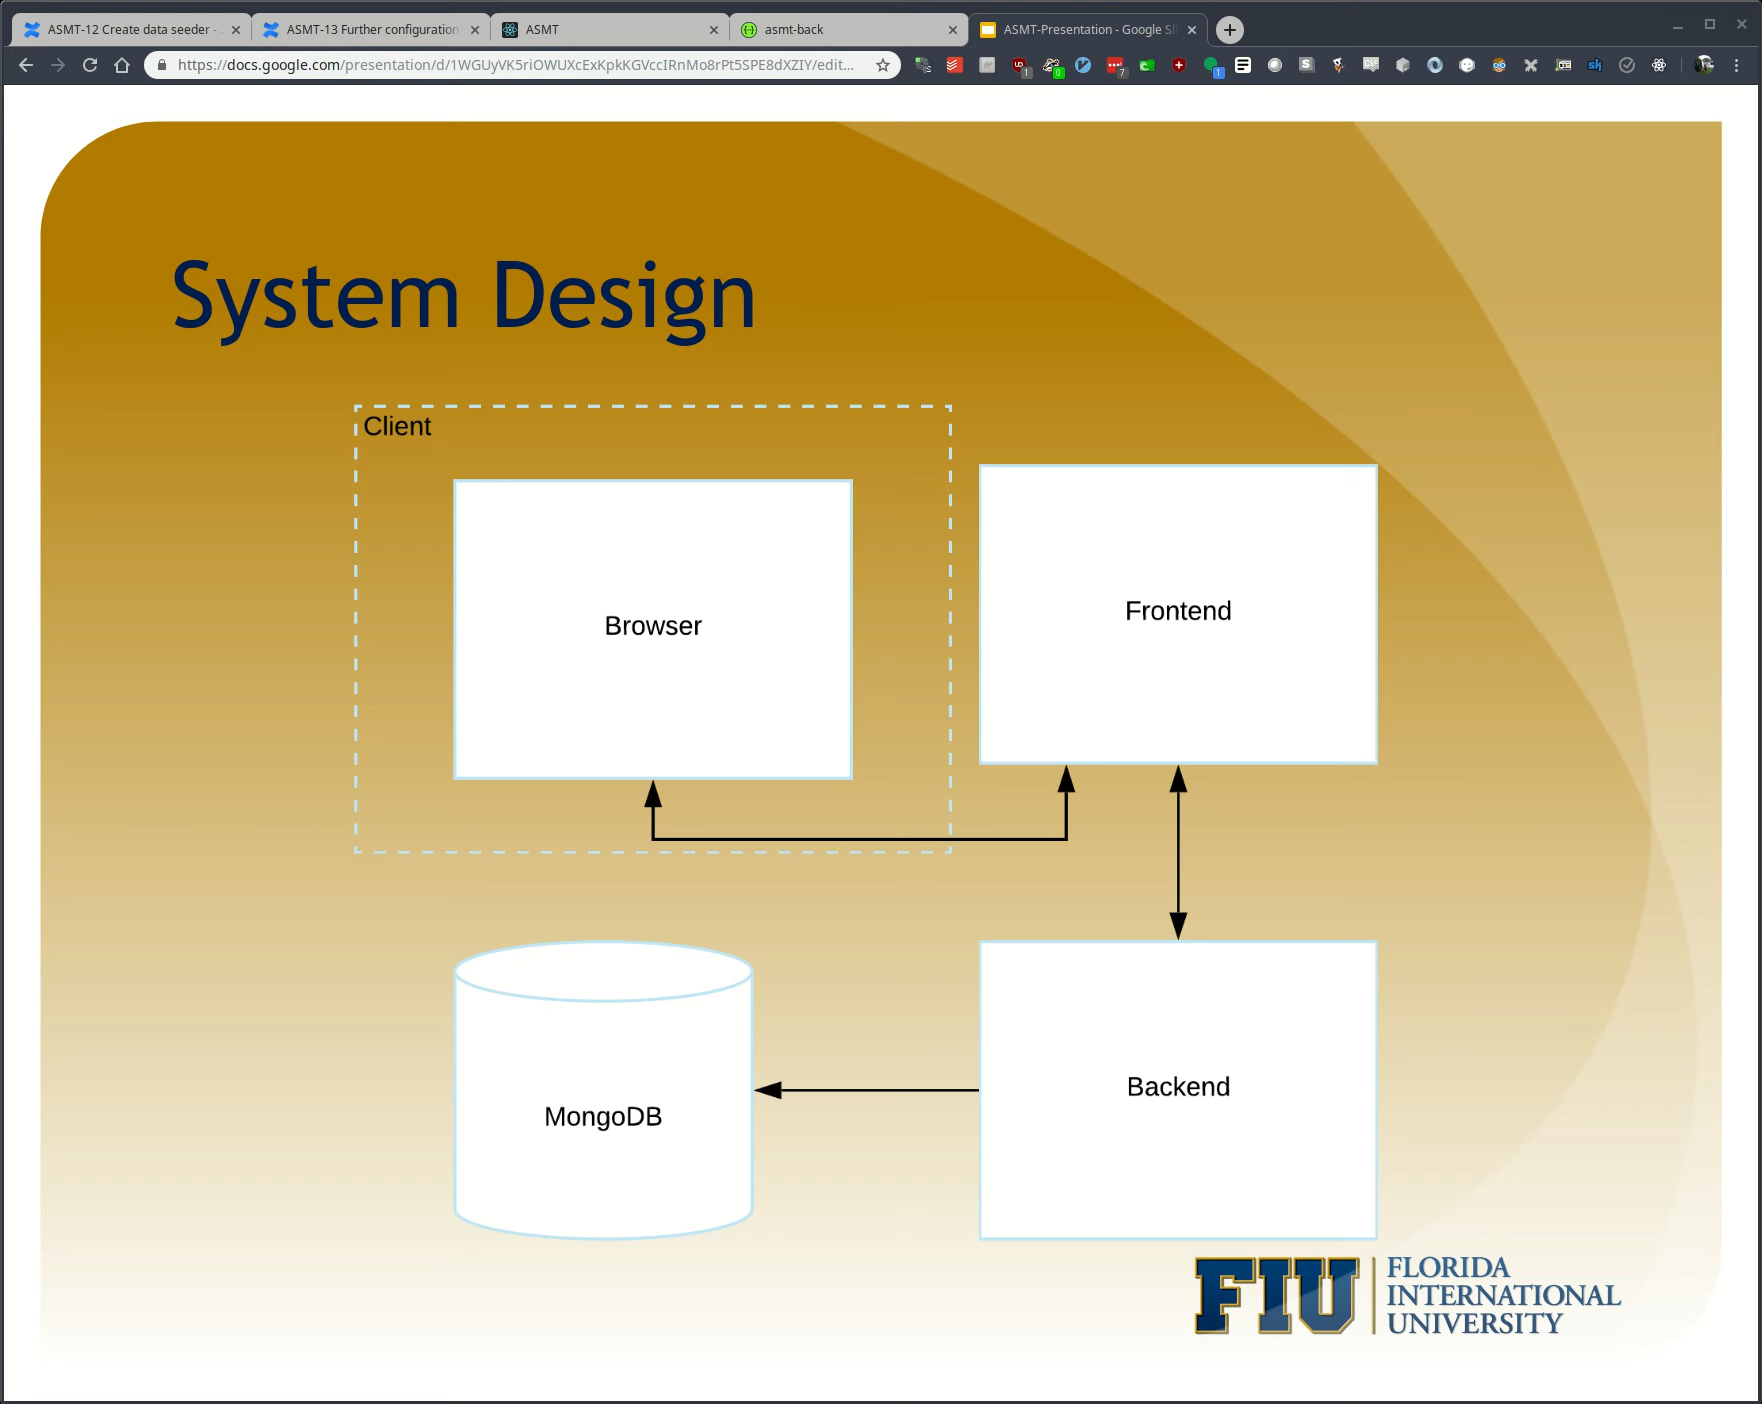 ASMT-12 Create data seeder -
ASMT-13 Further configuration
ASMT
asmt-back
ASMT-Presentation - Google Sl
https://docs.google.com/presentation/d/1WGUyVK5riOWUXcExKpkKGVccIRnMo8rPt5SPE8dXZIY/edit...
System Design
Client
Browser
Frontend
MongoDB
Backend
FIU
FLORIDA
INTERNATIONAL
UNIVERSITY